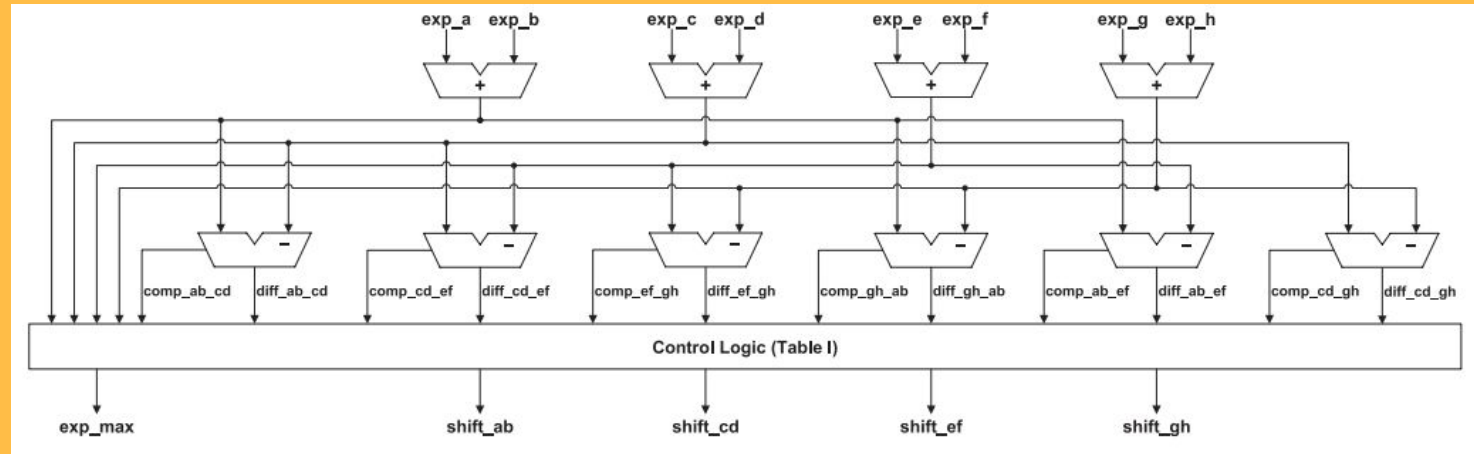 exp_a exp_b exp_c exp_d exp_e exp_f exp_g exp_h
+ + + +
- - - - - -
comp_ab_cd diff_ab_cd comp_cd_ef diff_cd_ef comp_ef_gh diff_ef_gh comp_gh_ab diff_gh_ab comp_ab_ef diff_ab_ef comp_cd_gh diff_cd_gh
Control Logic (Table I)
exp_max shift_ab shift_cd shift_ef shift_gh